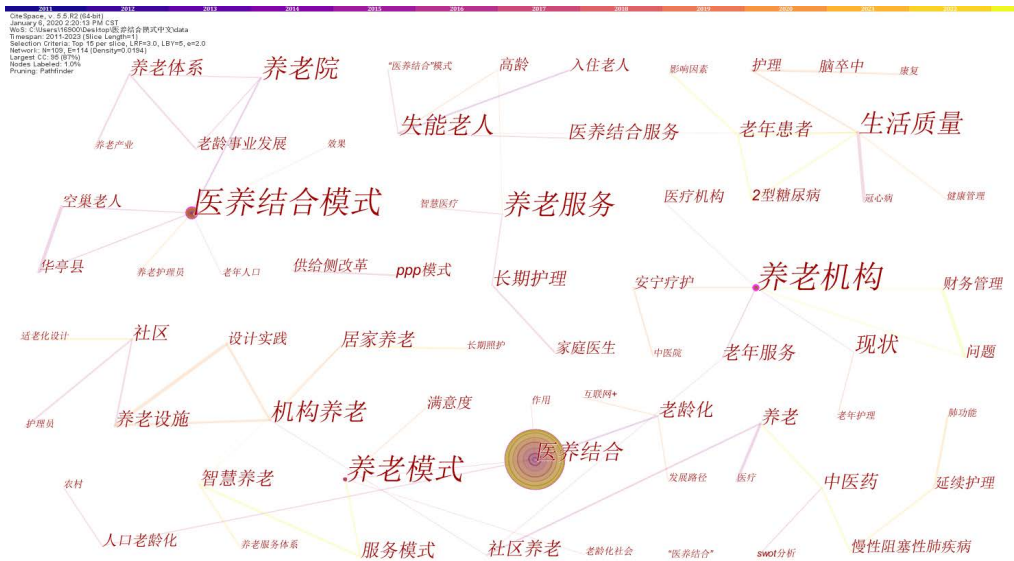 2011 2012 2013 2014 2015 2016 2017 2018 2019 2020 2021 2022 2023
CiteSpace, v. 5.5.R2 (64-bit)
January 6, 2020 2:20:13 PM CST
WoS: C:\Users\16900\Desktop\医养结合模式中文\data
Timespan: 2011-2023 (Slice Length=1)
Selection Criteria: Top 15 per slice, LRF=3.0, LBY=5, e=2.0
Network: N=109, E=114 (Density=0.0194)
Largest CC: 95 (87%)
Nodes Labeled: 1.0%
Pruning: Pathfinder
养老体系 养老院 “医养结合”模式 高龄 入住老人 影响因素 护理 脑卒中 康复
失能老人 医养结合服务 老年患者 生活质量
养老产业 老龄事业发展 效果
空巢老人 医养结合模式 智慧医疗 养老服务 医疗机构 2型糖尿病 冠心病 健康管理
华亭县 养老护理员 老年人口 供给侧改革 ppp模式 长期护理 安宁疗护 养老机构 财务管理
适老化设计 社区 设计实践 居家养老 长期照护 家庭医生 中医院 老年服务 现状 问题
护理员 养老设施 机构养老 满意度 作用 互联网+ 老龄化 养老 老年护理 肺功能
农村 智慧养老 养老模式 医养结合 发展路径 医疗 中医药 延续护理
人口老龄化 养老服务体系 服务模式 社区养老 老龄化社会 “医养结合” swot分析 慢性阻塞性肺疾病